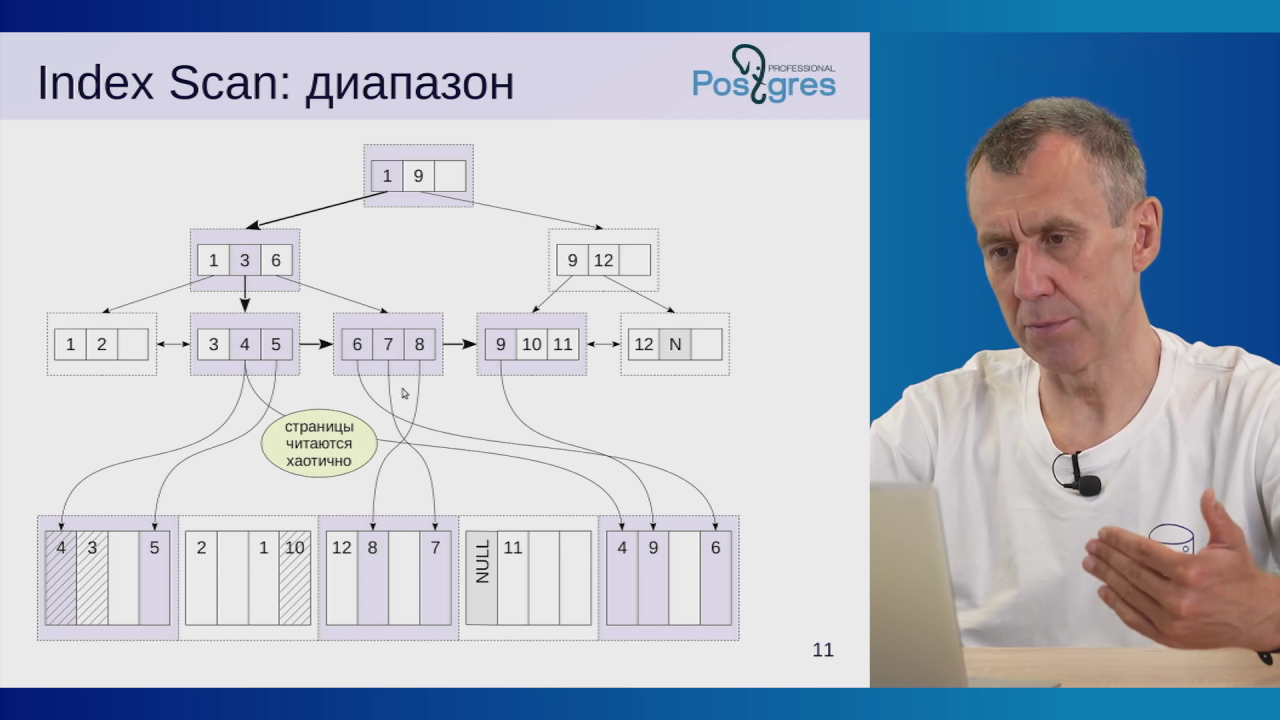 Index Scan: диапазон
PROFESSIONAL
Postgres
1 9
1 3 6
9 12
1 2
3 4 5
6 7 8
9 10 11
12 N
страницы
читаются
хаотично
4 3 5
2 1 10
12 8 7
NULL 11
4 9 6
11